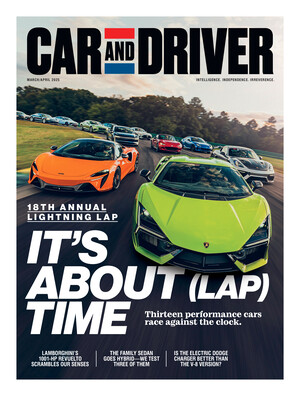 CAR AND DRIVER
MARCH/APRIL 2025
INTELLIGENCE. INDEPENDENCE. IRREVERENCE.
18TH ANNUAL
LIGHTNING LAP
IT'S
ABOUT (LAP)
TIME
Thirteen performance cars
race against the clock.
LAMBORGHINI'S
1001-HP REVUELTO
SCRAMBLES OUR SENSES
THE FAMILY SEDAN
GOES HYBRID—WE TEST
THREE OF THEM
IS THE ELECTRIC DODGE
CHARGER BETTER THAN
THE V-8 VERSION?